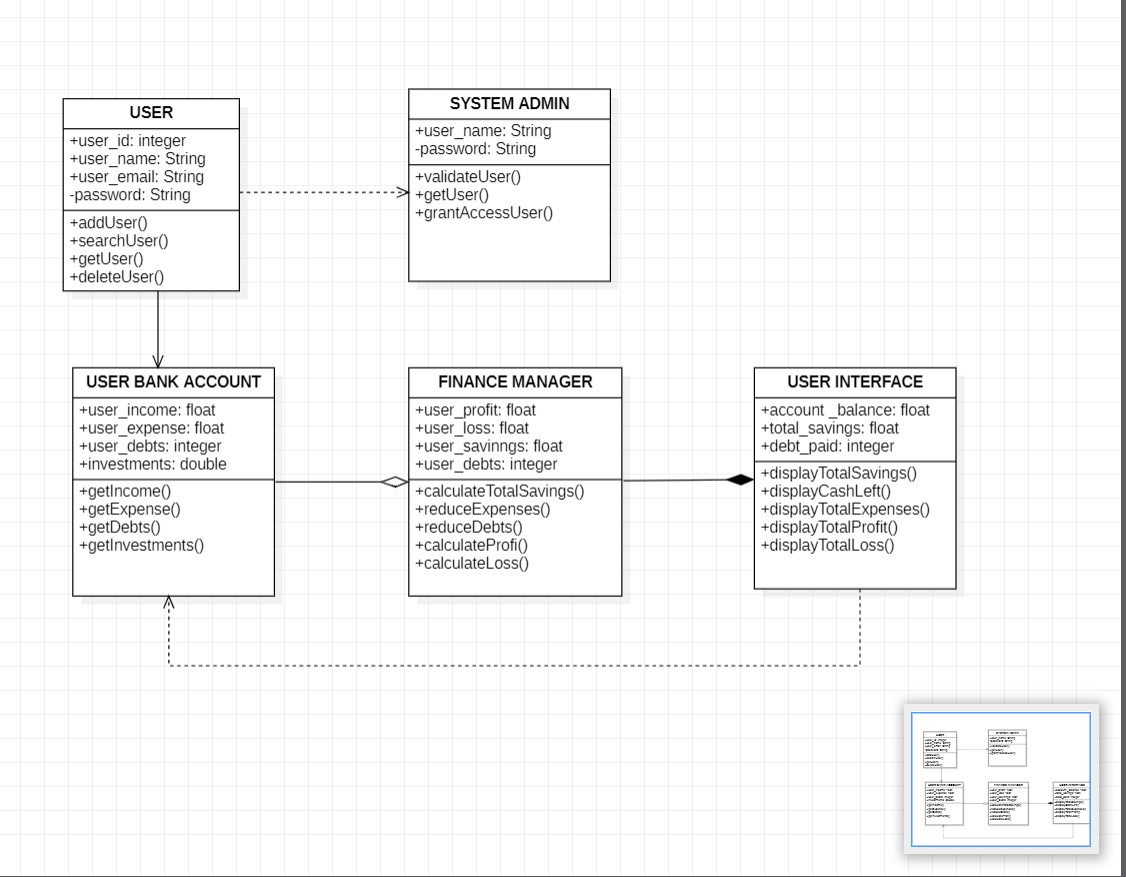 USER
+user_id: integer
+user_name: String
+user_email: String
-password: String
+addUser()
+searchUser()
+getUser()
+deleteUser()
SYSTEM ADMIN
+user_name: String
-password: String
+validateUser()
+getUser()
+grantAccessUser()
USER BANK ACCOUNT
+user_income: float
+user_expense: float
+user_debts: integer
+investments: double
+getIncome()
+getExpense()
+getDebts()
+getInvestments()
FINANCE MANAGER
+user_profit: float
+user_loss: float
+user_savinngs: float
+user_debts: integer
+calculateTotalSavings()
+reduceExpenses()
+reduceDebts()
+calculateProfi()
+calculateLoss()
USER INTERFACE
+account _balance: float
+total_savings: float
+debt_paid: integer
+displayTotalSavings()
+displayCashLeft()
+displayTotalExpenses()
+displayTotalProfit()
+displayTotalLoss()